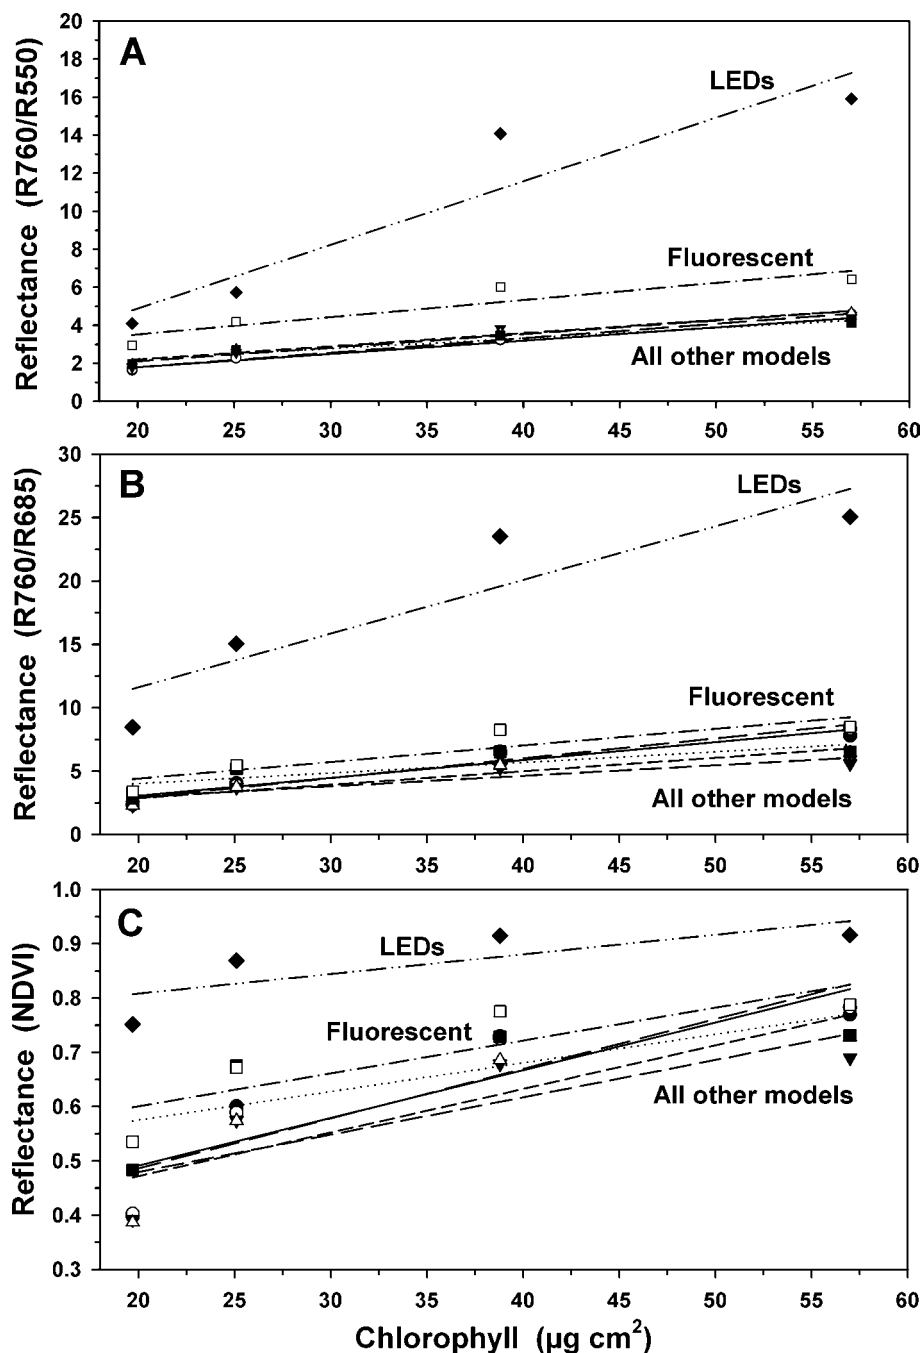 A
Reflectance (R760/R550)
20
18
16
14
12
10
8
6
4
2
0
LEDs
Fluorescent
All other models
20 25 30 35 40 45 50 55 60
B
Reflectance (R760/R685)
30
25
20
15
10
5
0
LEDs
Fluorescent
All other models
20 25 30 35 40 45 50 55 60
C
Reflectance (NDVI)
1.0
0.9
0.8
0.7
0.6
0.5
0.4
0.3
LEDs
Fluorescent
All other models
20 25 30 35 40 45 50 55 60
Chlorophyll (µg cm²)